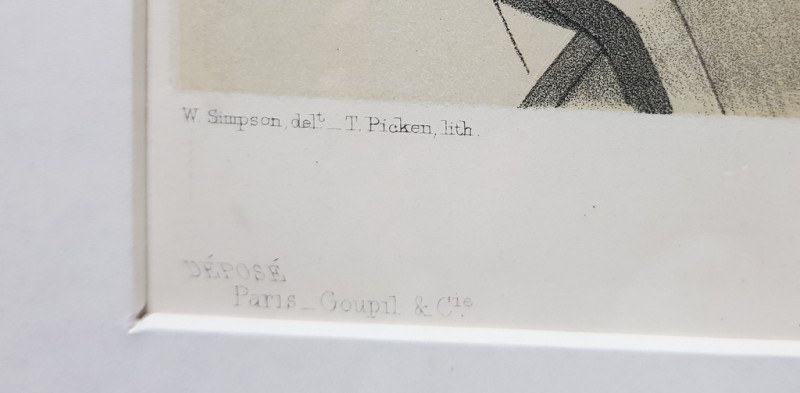 W. Simpson, delt. _ T. Picken, lith.
DÉPOSÉ
Paris _ Goupil & Cie.